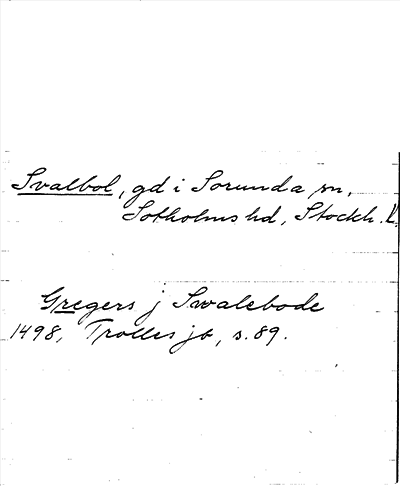 Svalbol, gd i Sorunda sn,
Sotholms hd, Stockh. l.
Gregers j Swalebode
1498, Trolles jb, s. 89.